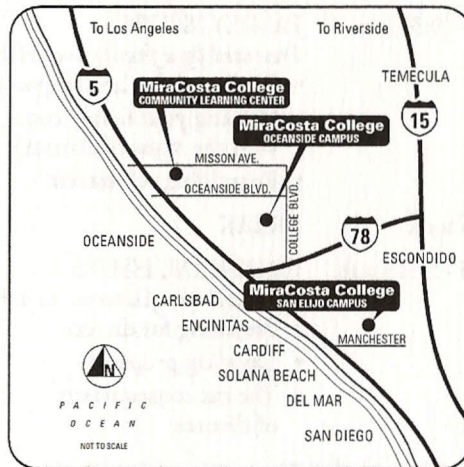 To Los Angeles
To Riverside
TEMECULA
5
15
MiraCosta College
COMMUNITY LEARNING CENTER
MiraCosta College
OCEANSIDE CAMPUS
MISSON AVE.
OCEANSIDE BLVD.
COLLEGE BLVD.
78
OCEANSIDE
ESCONDIDO
MiraCosta College
SAN ELIJO CAMPUS
CARLSBAD
ENCINITAS
MANCHESTER
CARDIFF
SOLANA BEACH
N
DEL MAR
PACIFIC
OCEAN
SAN DIEGO
NOT TO SCALE